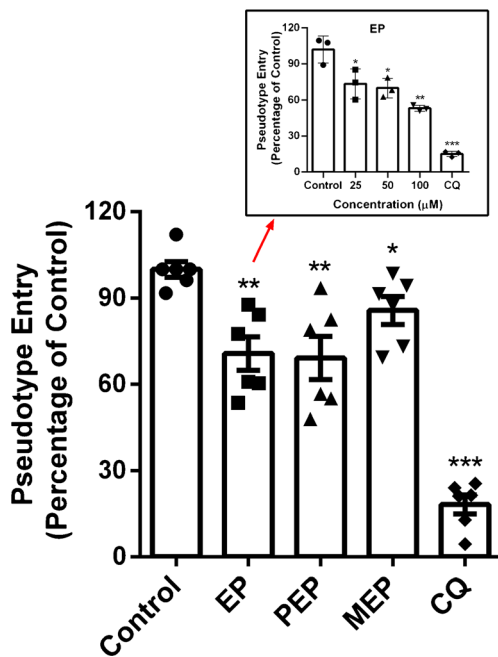 EP
Pseudotype Entry
(Percentage of Control)
120
90
60
30
0
*
*
**
***
Control 25 50 100 CQ
Concentration (μM)
Pseudotype Entry
(Percentage of Control)
120
90
60
30
0
**
**
*
***
Control
EP
PEP
MEP
CQ